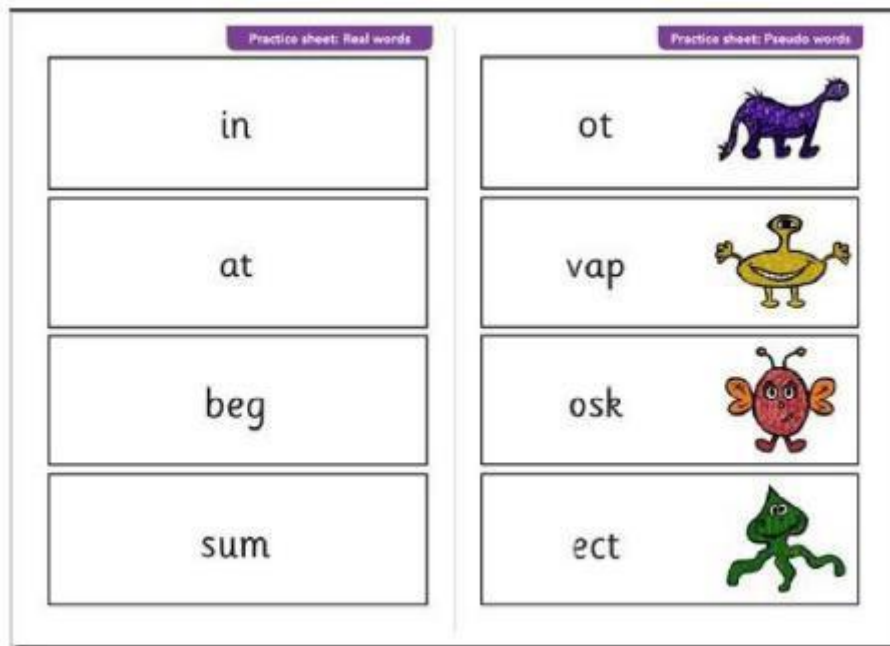 Practice sheet: Real words
in
at
beg
sum
Practice sheet: Pseudo words
ot
vap
osk
ect